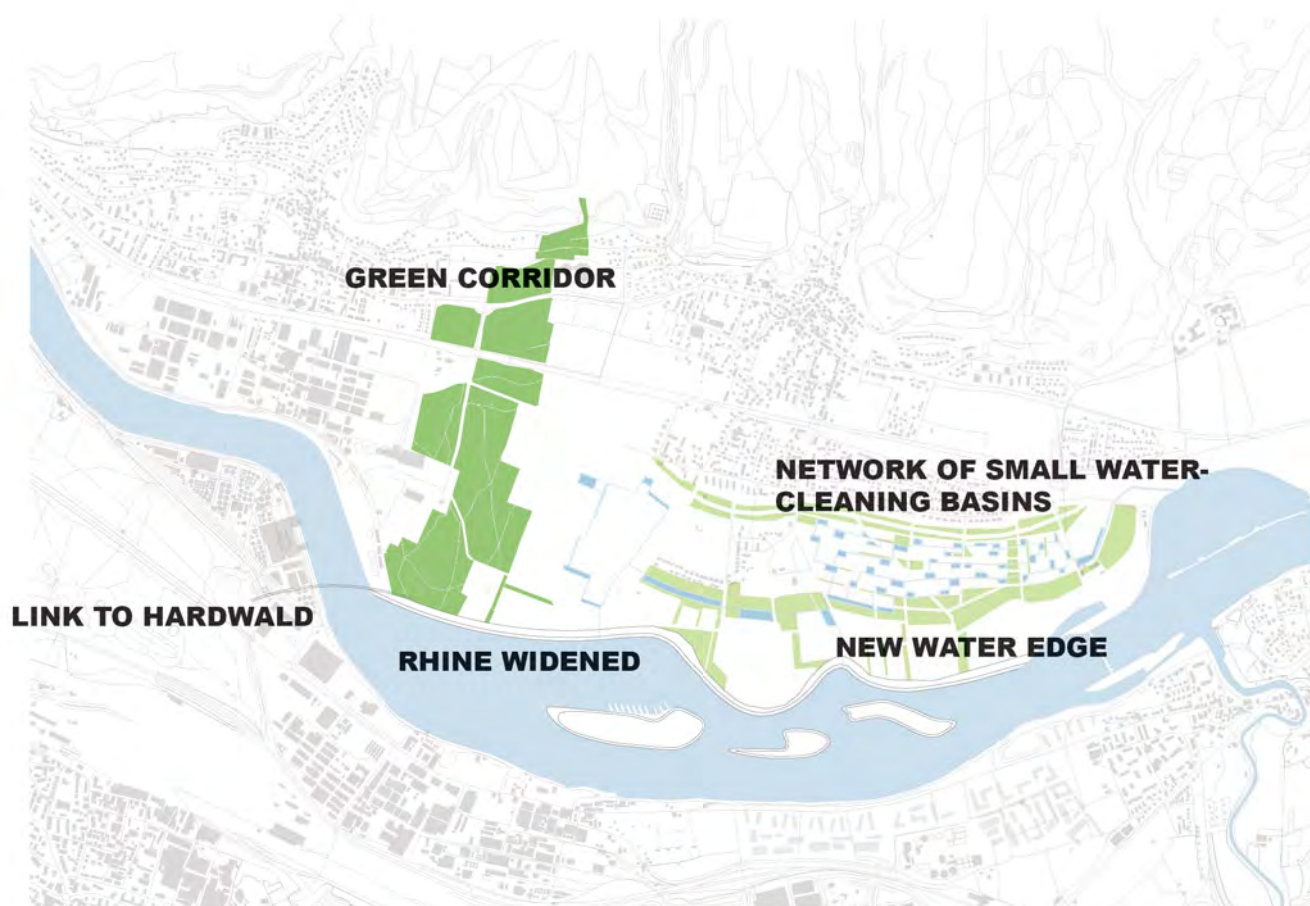 GREEN CORRIDOR
NETWORK OF SMALL WATER-
CLEANING BASINS
LINK TO HARDWALD
RHINE WIDENED
NEW WATER EDGE